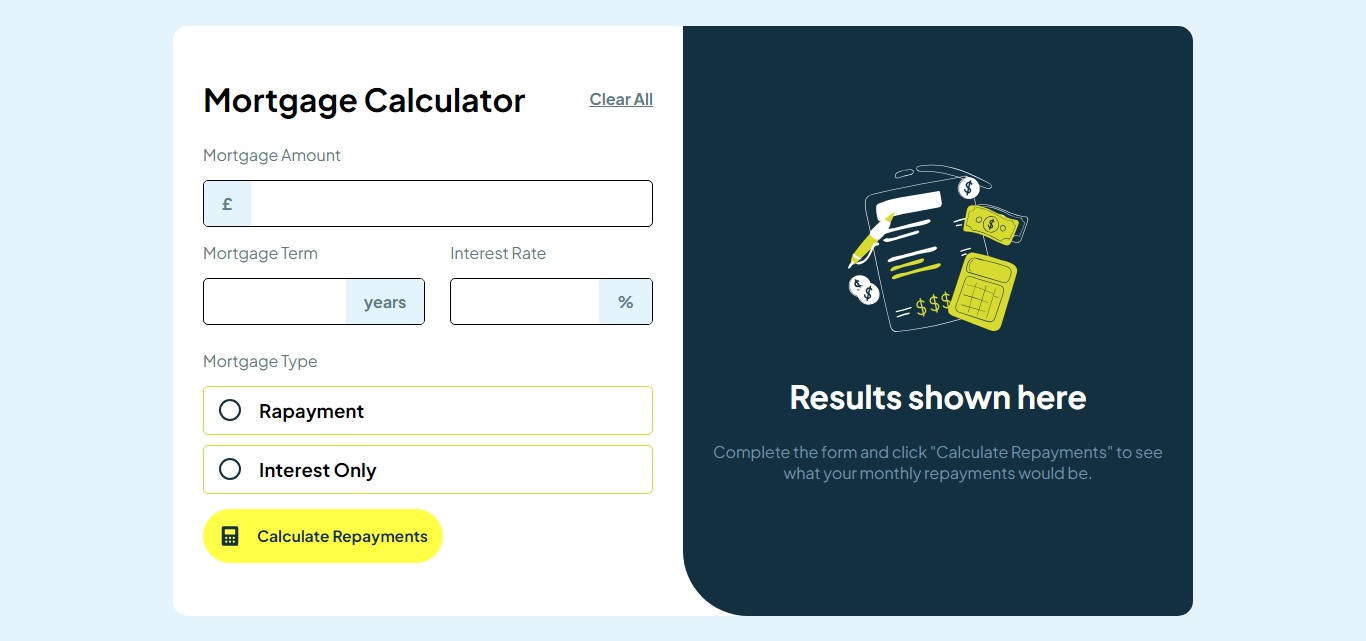 Mortgage Calculator
Clear All
Mortgage Amount
£
Mortgage Term
Interest Rate
years
%
Mortgage Type
Rapayment
Interest Only
Calculate Repayments
$
$
$
$
$$$
Results shown here
Complete the form and click "Calculate Repayments" to see
what your monthly repayments would be.